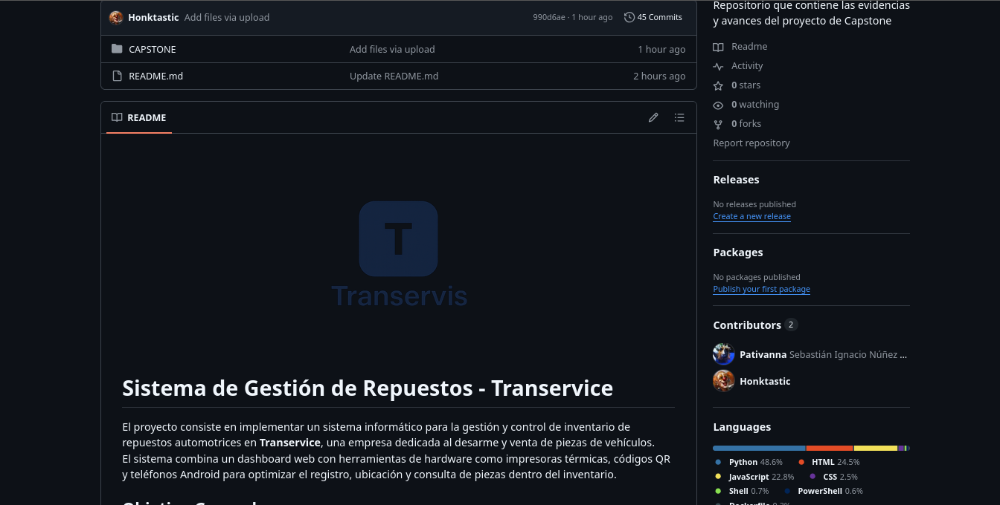 Honktastic Add files via upload 990d6ae · 1 hour ago 45 Commits
CAPSTONE Add files via upload 1 hour ago
README.md Update README.md 2 hours ago
README
T
Transervis
Sistema de Gestión de Repuestos - Transervice
El proyecto consiste en implementar un sistema informático para la gestión y control de inventario de
repuestos automotrices en Transervice, una empresa dedicada al desarme y venta de piezas de vehículos.
El sistema combina un dashboard web con herramientas de hardware como impresoras térmicas, códigos QR
y teléfonos Android para optimizar el registro, ubicación y consulta de piezas dentro del inventario.
Repositorio que contiene las evidencias
y avances del proyecto de Capstone
Readme
Activity
0 stars
0 watching
0 forks
Report repository
Releases
No releases published
Create a new release
Packages
No packages published
Publish your first package
Contributors 2
Pativanna Sebastián Ignacio Núñez ...
Honktastic
Languages
Python 48.6% HTML 24.5%
JavaScript 22.8% CSS 2.5%
Shell 0.7% PowerShell 0.6%